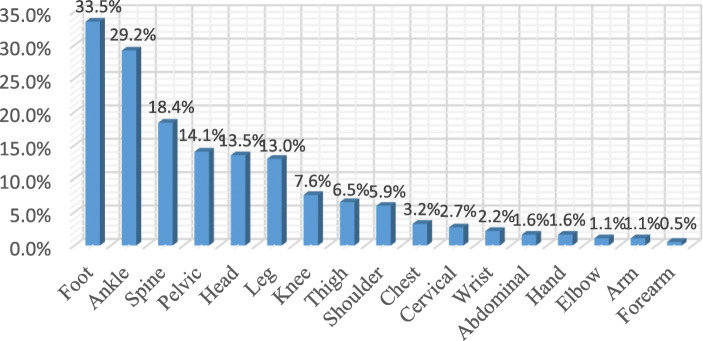 35.0%
30.0%
25.0%
20.0%
15.0%
10.0%
5.0%
0.0%
33.5%
29.2%
18.4%
14.1%
13.5%
13.0%
7.6%
6.5%
5.9%
3.2%
2.7%
2.2%
1.6%
1.6%
1.1%
1.1%
0.5%
Foot
Ankle
Spine
Pelvic
Head
Leg
Knee
Thigh
Shoulder
Chest
Cervical
Wrist
Abdominal
Hand
Elbow
Arm
Forearm